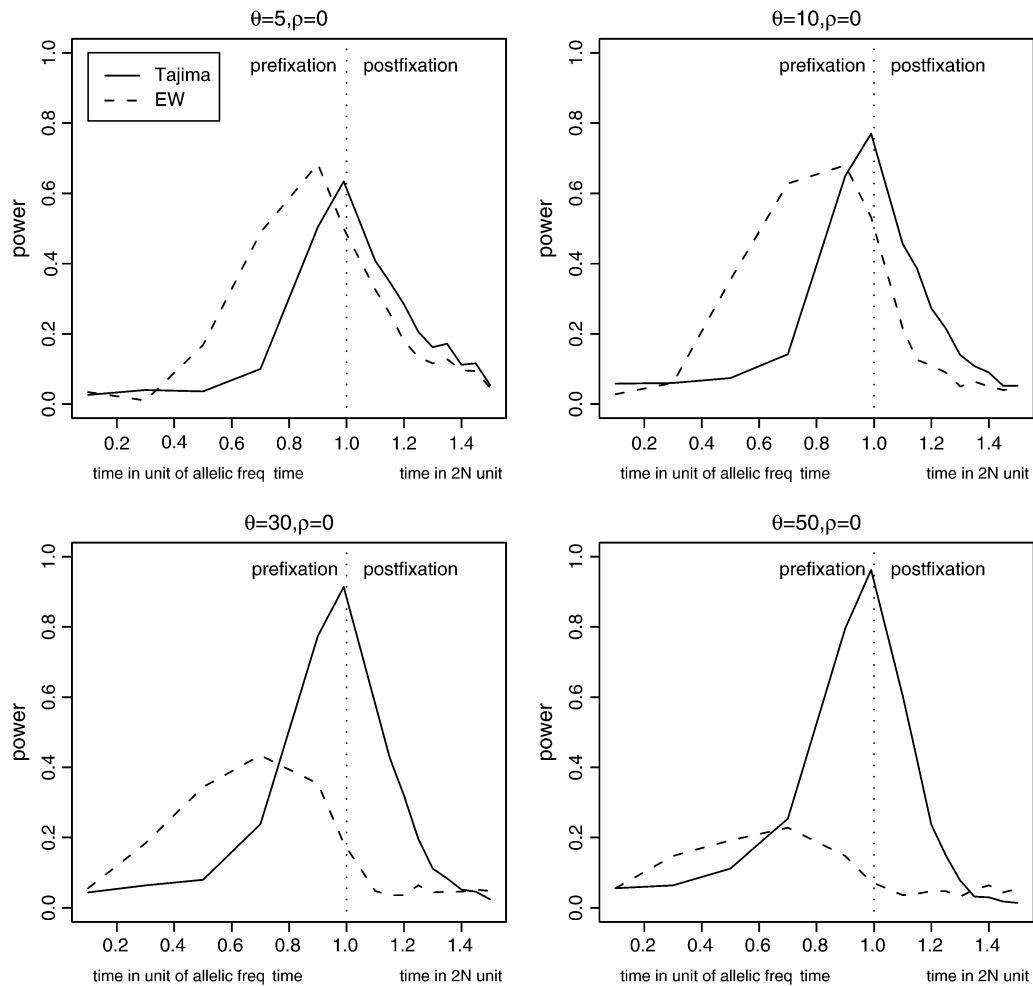 θ=5,ρ=0
1.0
0.8
0.6
0.4
0.2
0.0
power
Tajima
EW
prefixation
postfixation
0.2 0.4 0.6 0.8 1.0 1.2 1.4
time in unit of allelic freq time
time in 2N unit
θ=10,ρ=0
1.0
0.8
0.6
0.4
0.2
0.0
power
prefixation
postfixation
0.2 0.4 0.6 0.8 1.0 1.2 1.4
time in unit of allelic freq time
time in 2N unit
θ=30,ρ=0
1.0
0.8
0.6
0.4
0.2
0.0
power
prefixation
postfixation
0.2 0.4 0.6 0.8 1.0 1.2 1.4
time in unit of allelic freq time
time in 2N unit
θ=50,ρ=0
1.0
0.8
0.6
0.4
0.2
0.0
power
prefixation
postfixation
0.2 0.4 0.6 0.8 1.0 1.2 1.4
time in unit of allelic freq time
time in 2N unit